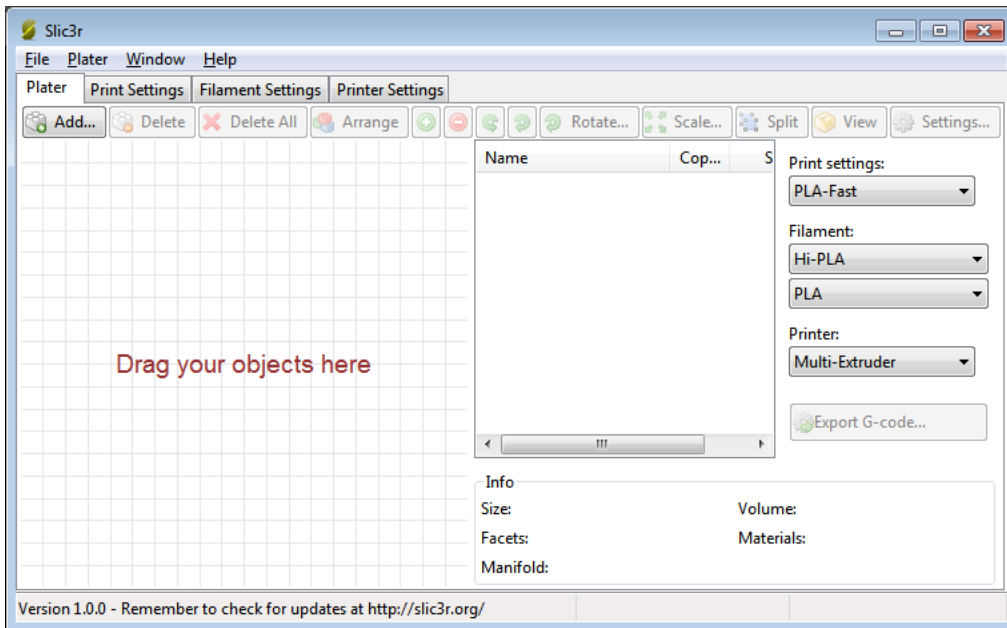 Slic3r
File Plater Window Help
Plater Print Settings Filament Settings Printer Settings
Add... Delete Delete All Arrange Rotate... Scale... Split View Settings...
Name Cop... S
Print settings:
PLA-Fast
Filament:
Hi-PLA
PLA
Printer:
Multi-Extruder
Drag your objects here
Export G-code...
Info
Size: Volume:
Facets: Materials:
Manifold:
Version 1.0.0 - Remember to check for updates at http://slic3r.org/